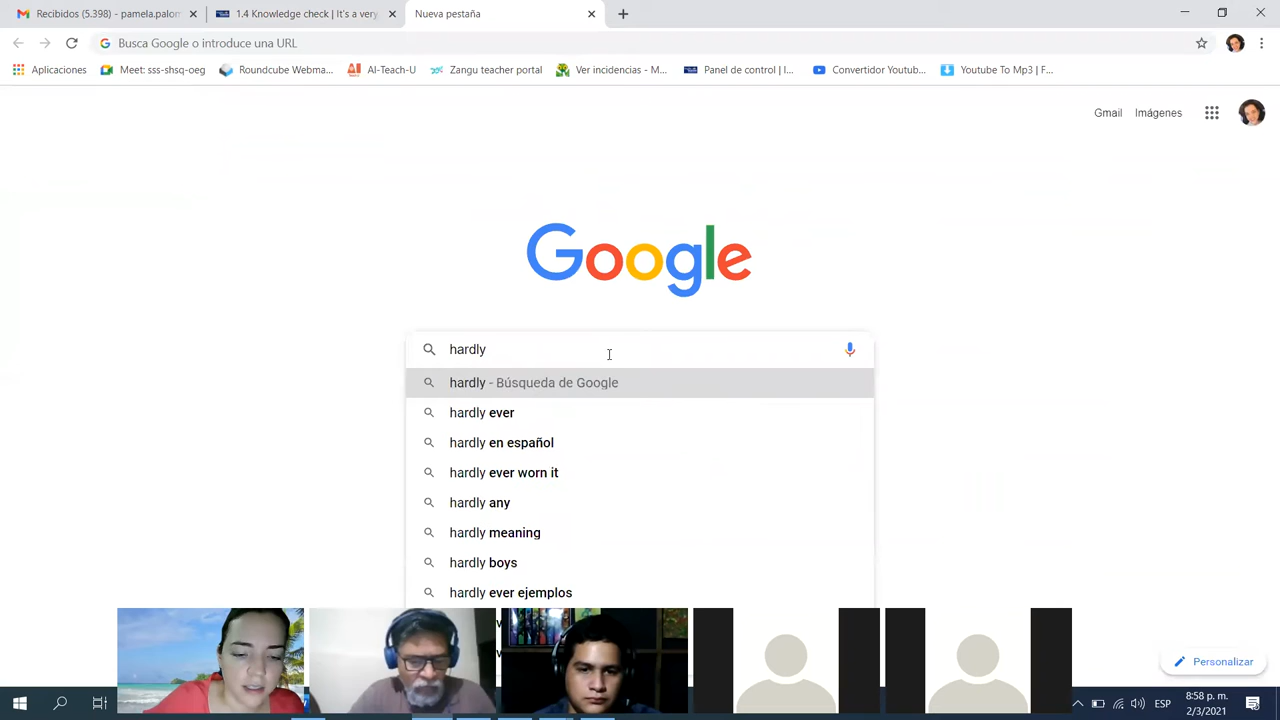 Recibidos (5.398) - pamela.palom
1.4 Knowledge check | It's a very
Nueva pestaña
Busca Google o introduce una URL
Aplicaciones
Meet: sss-shsq-oeg
Roundcube Webma...
AI-Teach-U
Zangu teacher portal
Ver incidencias - M...
Panel de control | I...
Convertidor Youtub...
Youtube To Mp3 | F...
Gmail
Imágenes
Google
hardly
hardly - Búsqueda de Google
hardly ever
hardly en español
hardly ever worn it
hardly any
hardly meaning
hardly boys
hardly ever ejemplos
Personalizar
ESP
8:58 p. m.
2/3/2021